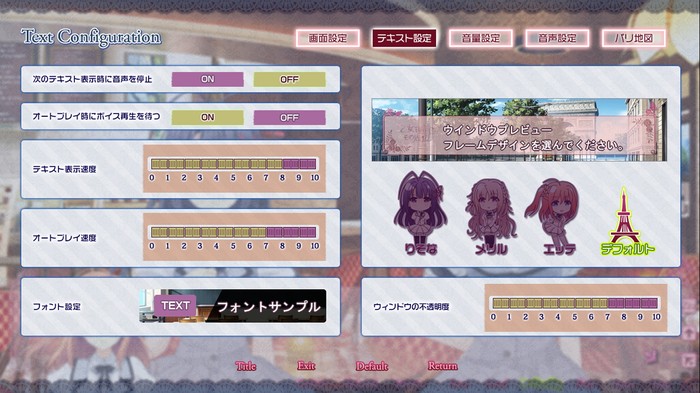 Text Configuration
画面設定
テキスト設定
音量設定
音声設定
パリ地図
次のテキスト表示時に音声を停止
ON
OFF
オートプレイ時にボイス再生を待つ
ON
OFF
テキスト表示速度
0 1 2 3 4 5 6 7 8 9 10
オートプレイ速度
0 1 2 3 4 5 6 7 8 9 10
フォント設定
TEXT
フォントサンプル
ウインドウプレビュー
フレームデザインを選んでください。
りそな
メリル
エッテ
デフォルト
ウィンドウの不透明度
0 1 2 3 4 5 6 7 8 9 10
Title
Exit
Default
Return